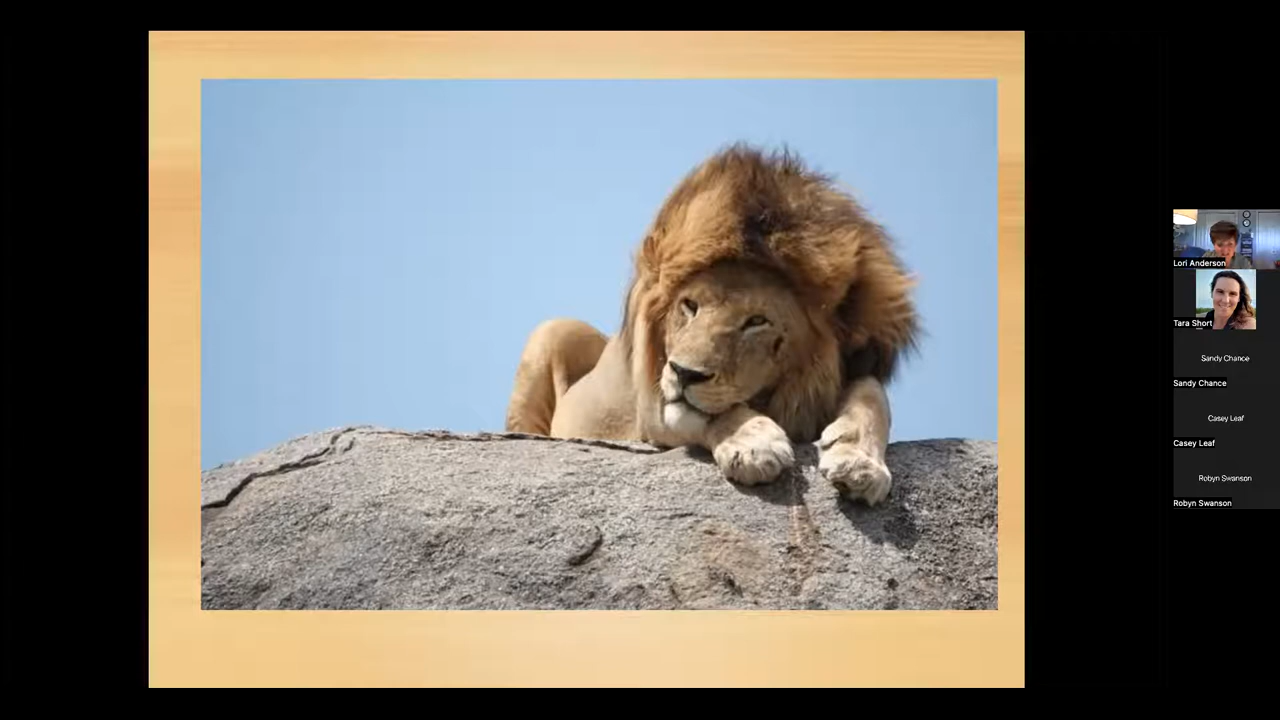 Lori Anderson
Tara Short
Sandy Chance
Sandy Chance
Casey Leaf
Casey Leaf
Robyn Swanson
Robyn Swanson